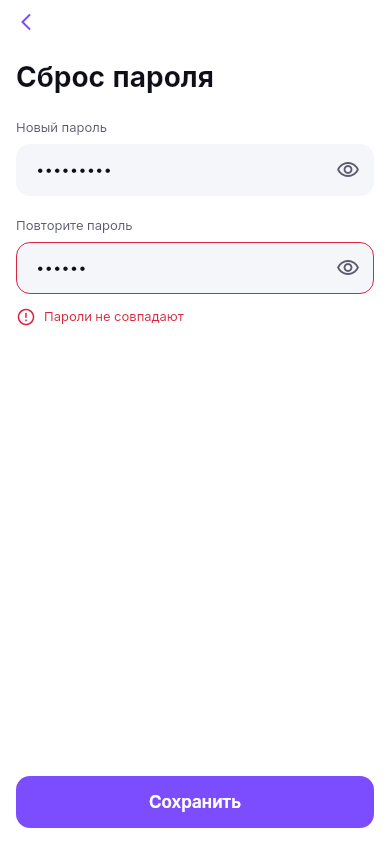 Сброс пароля
Новый пароль
•••••••••
Повторите пароль
••••••
Пароли не совпадают
Сохранить